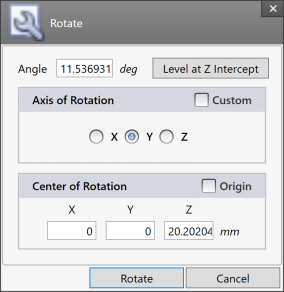 Rotate
Angle 11.536931 deg Level at Z Intercept
Axis of Rotation Custom
X Y Z
Center of Rotation Origin
X Y Z
0 0 20.20204 mm
Rotate Cancel